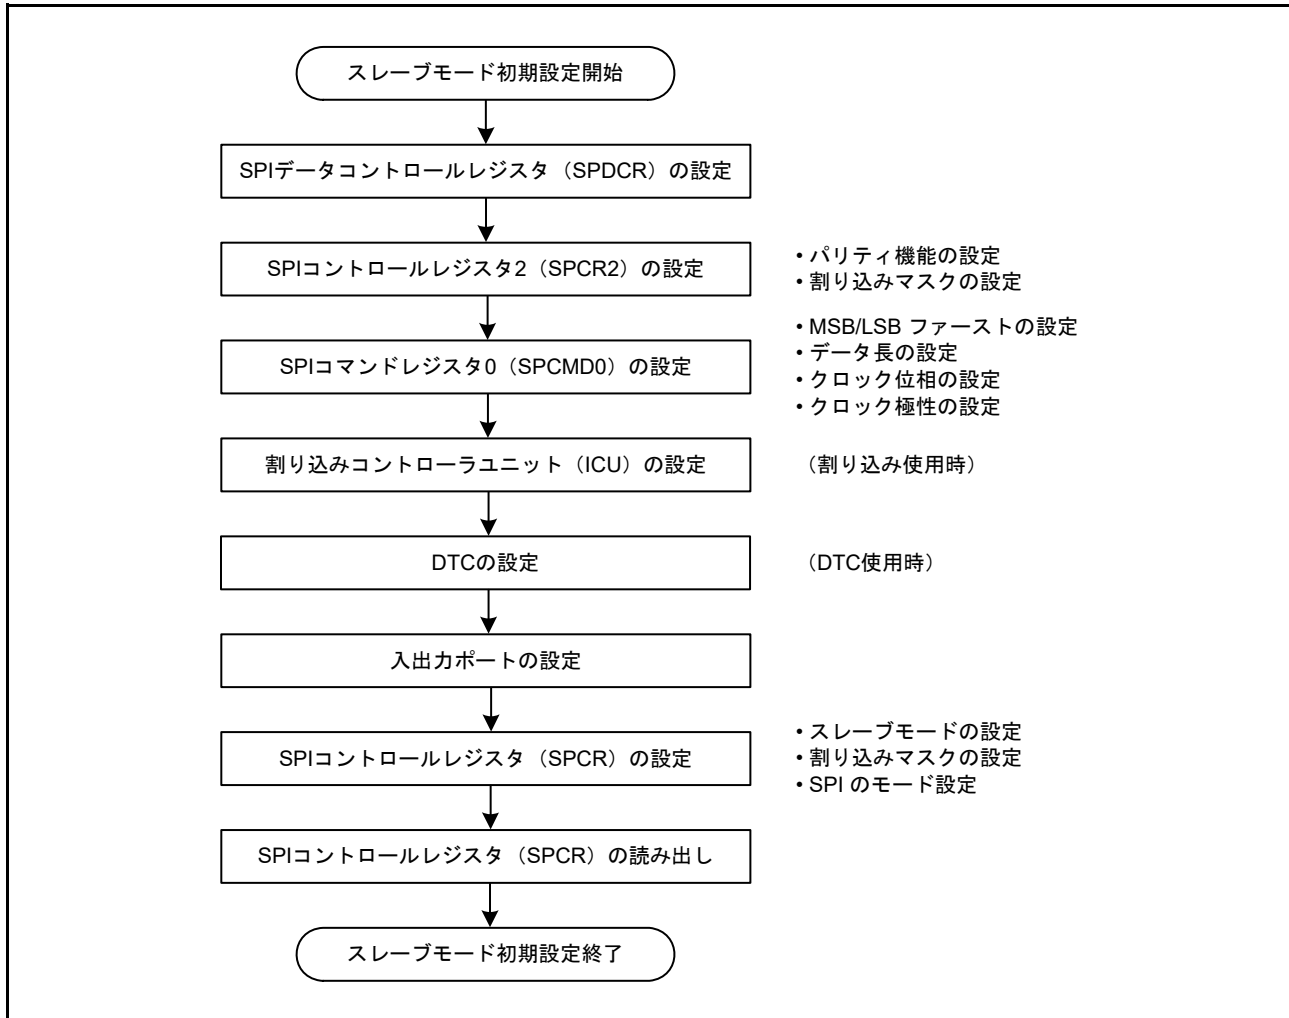 スレーブモード初期設定開始
SPIデータコントロールレジスタ（SPDCR）の設定
SPIコントロールレジスタ2（SPCR2）の設定
• パリティ機能の設定
• 割り込みマスクの設定
SPIコマンドレジスタ0（SPCMD0）の設定
• MSB/LSB ファーストの設定
• データ長の設定
• クロック位相の設定
• クロック極性の設定
割り込みコントローラユニット（ICU）の設定
（割り込み使用時）
DTCの設定
（DTC使用時）
入出力ポートの設定
SPIコントロールレジスタ（SPCR）の設定
• スレーブモードの設定
• 割り込みマスクの設定
• SPI のモード設定
SPIコントロールレジスタ（SPCR）の読み出し
スレーブモード初期設定終了